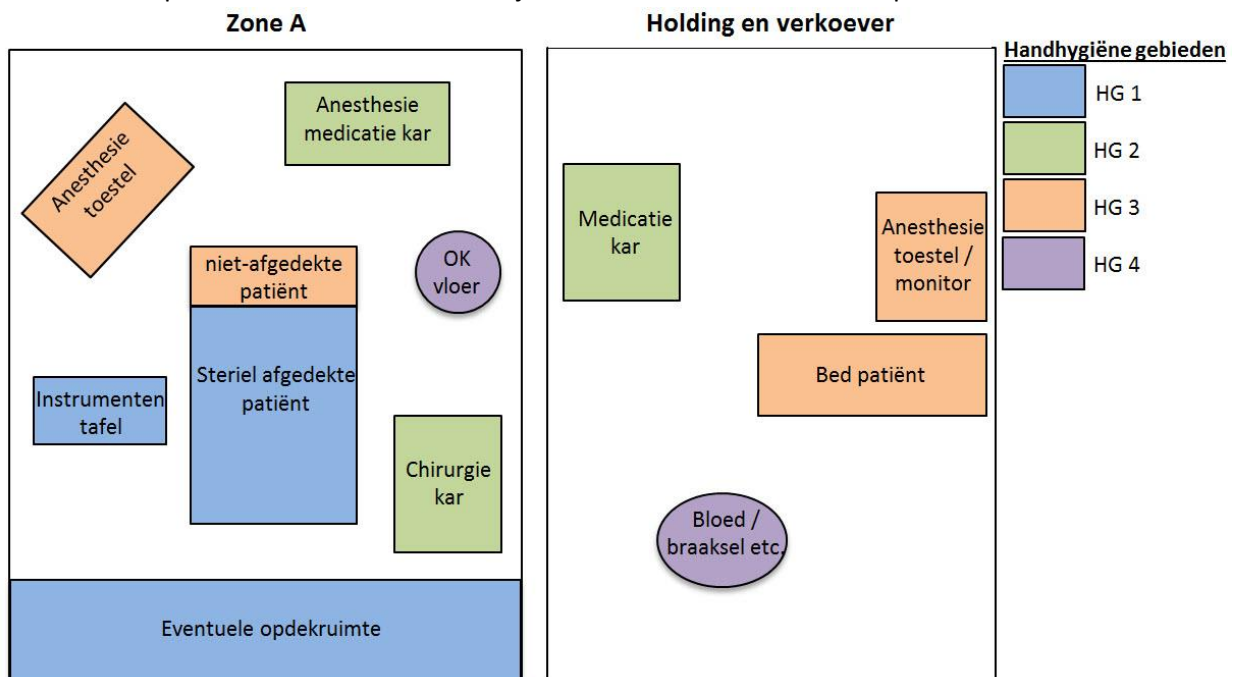 Zone A
Holding en verkoever
Handhygiëne gebieden
HG 1
HG 2
HG 3
HG 4
Anesthesie
medicatie kar
Anesthesie
toestel
niet-afgedekte
patiënt
OK
vloer
Steriel afgedekte
patiënt
Instrumenten
tafel
Chirurgie
kar
Eventuele opdekruimte
Medicatie
kar
Anesthesie
toestel /
monitor
Bed patiënt
Bloed /
braaksel etc.